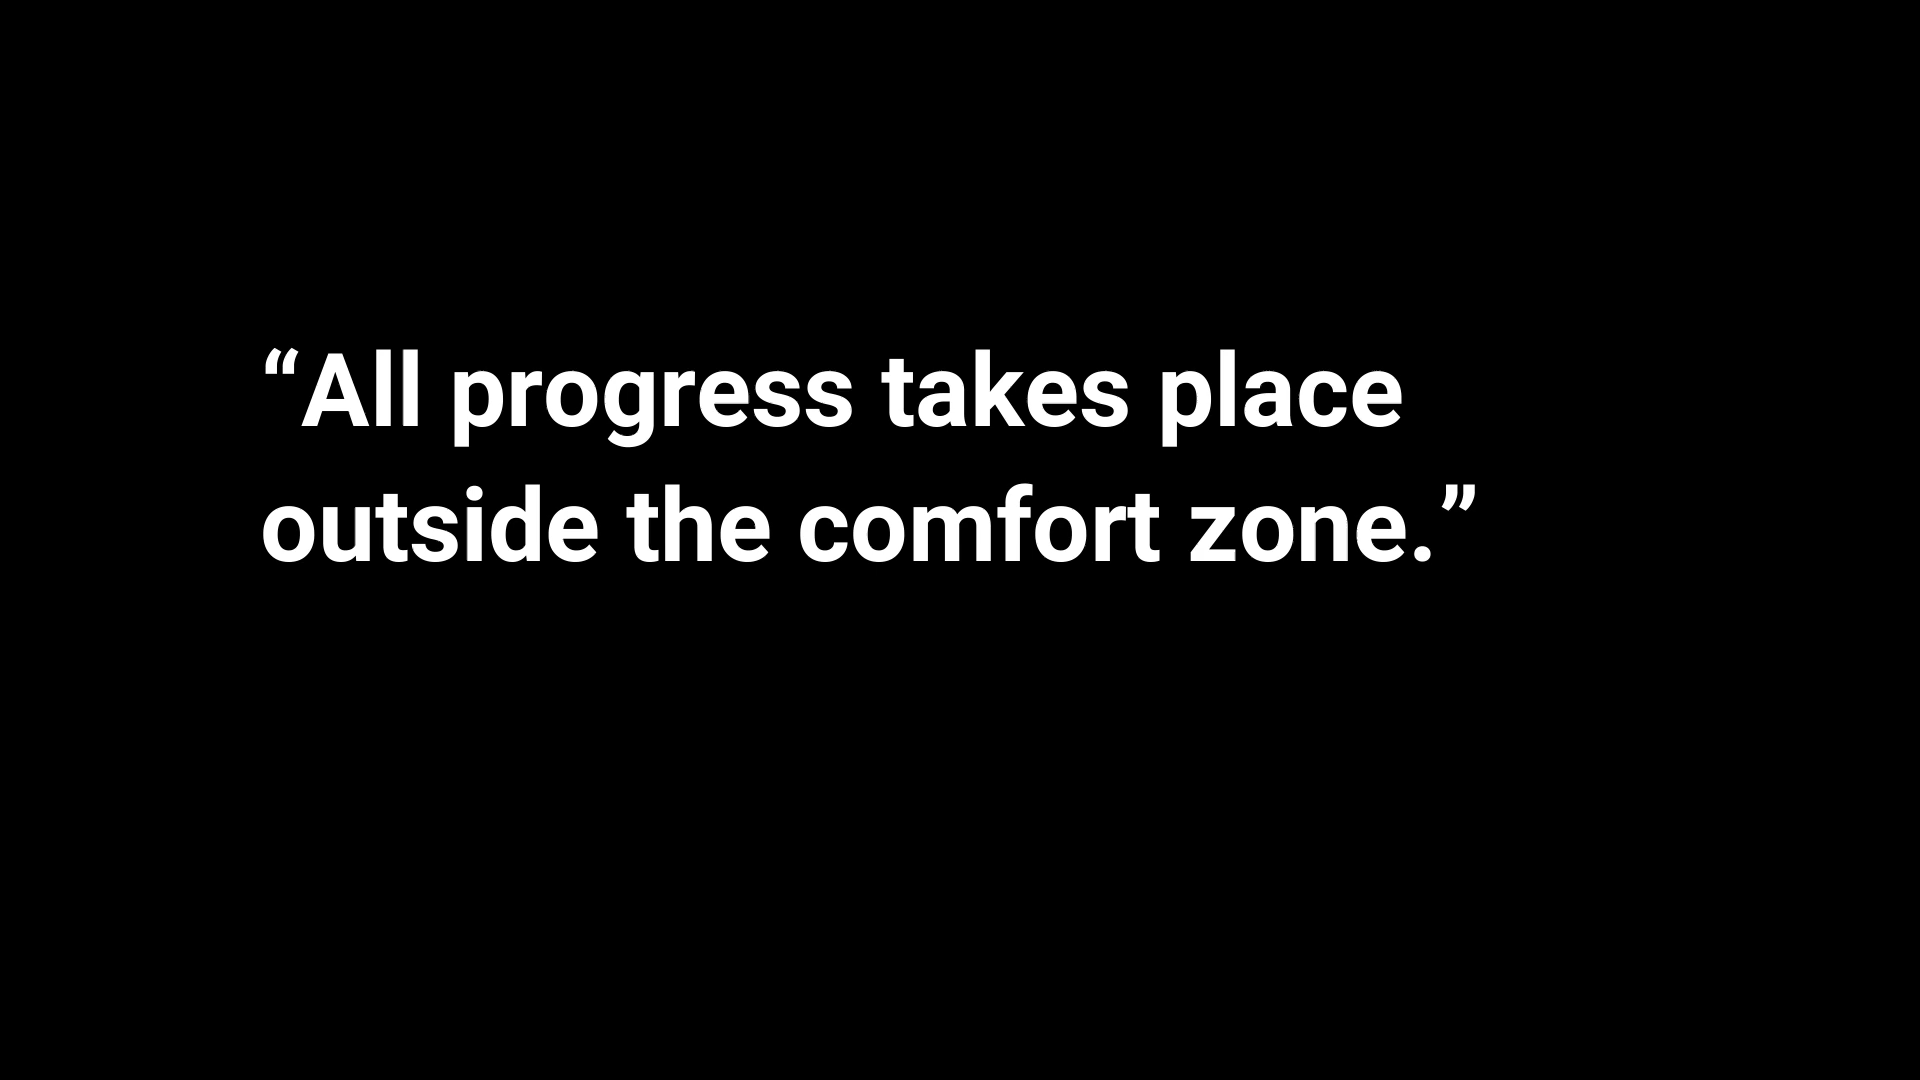 “All progress takes place
outside the comfort zone.”